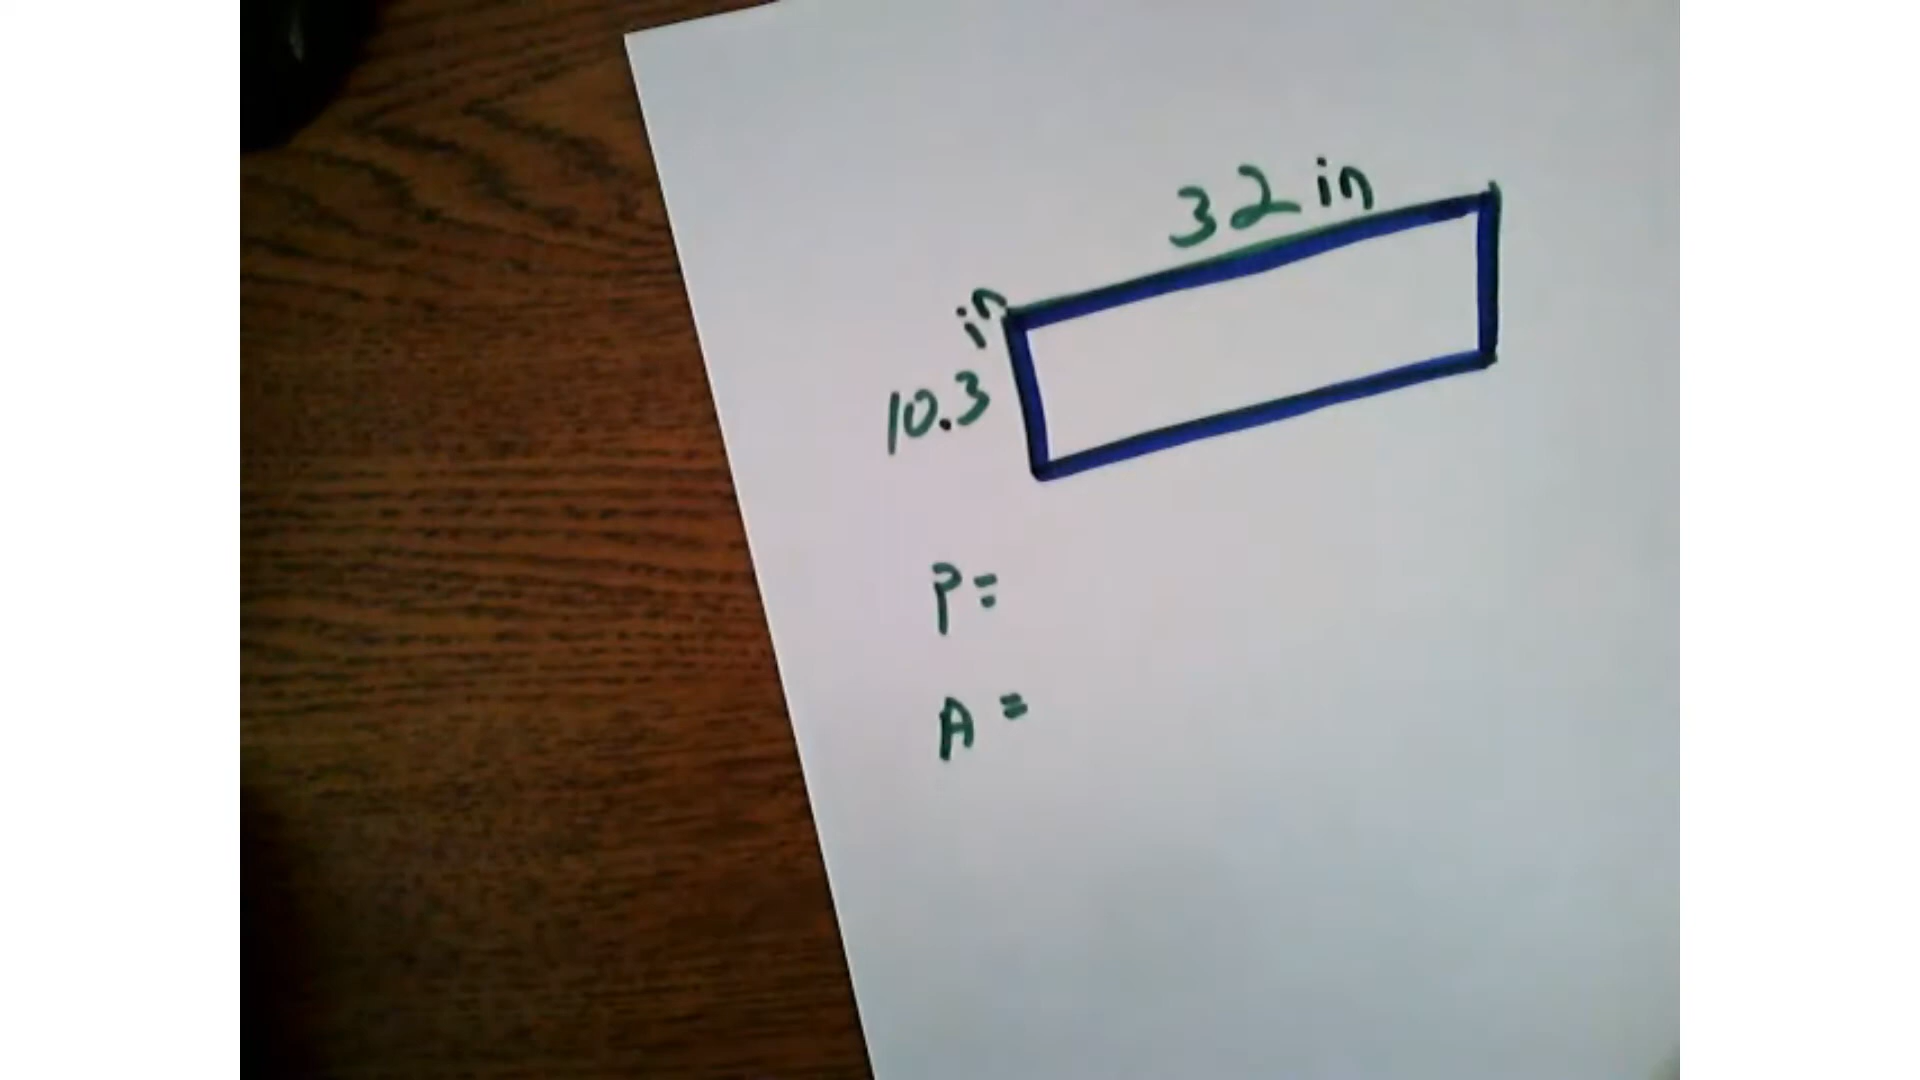 32 in
in
10.3
P=
A =